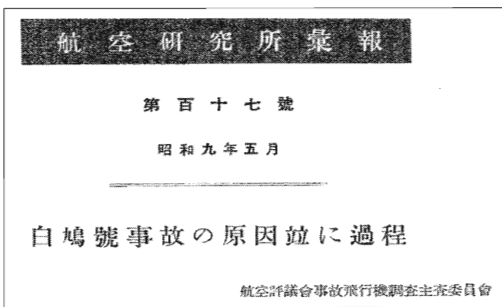 航空研究所彙報
第百十七號
昭和九年五月
白鳩號事故の原因竝に過程
航空評議會事故飛行機調査主査委員會